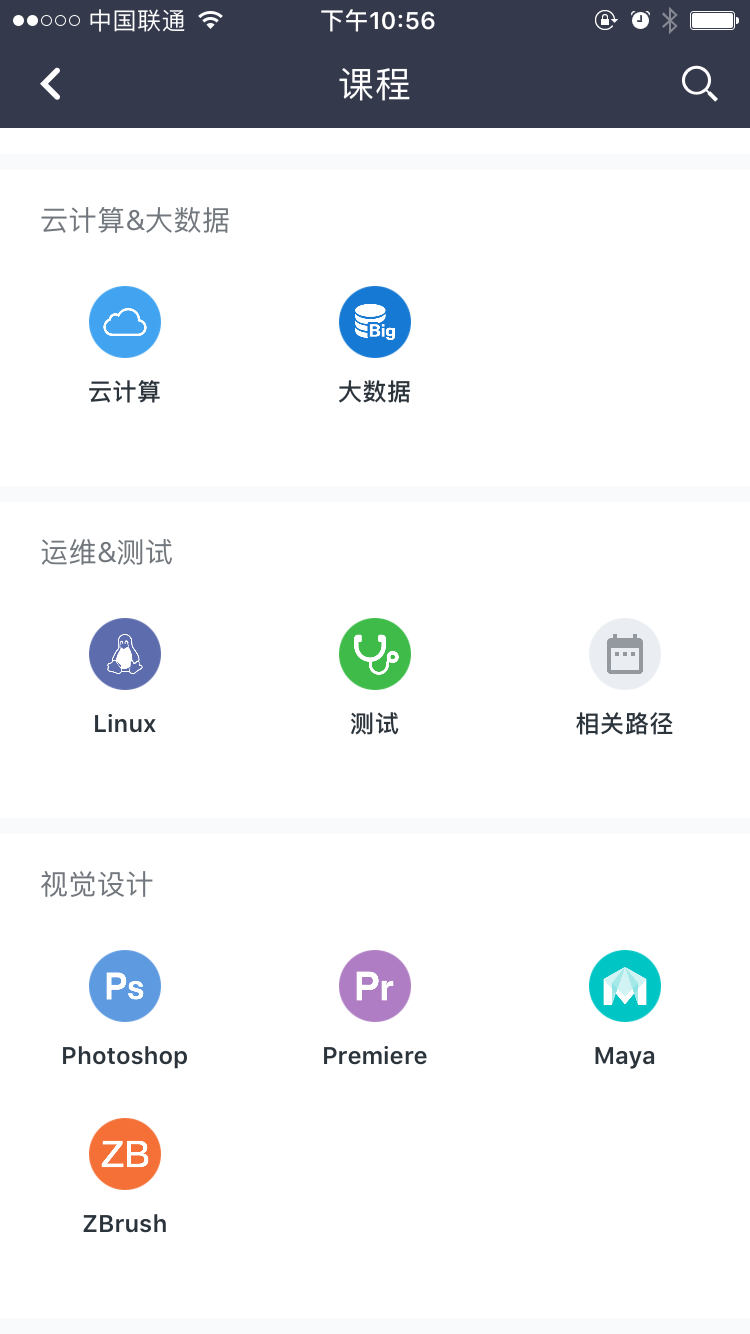 中国联通 下午10:56
课程
云计算&大数据
Big
云计算 大数据
运维&测试
Linux 测试 相关路径
视觉设计
Ps Pr
Photoshop Premiere Maya
ZB
ZBrush